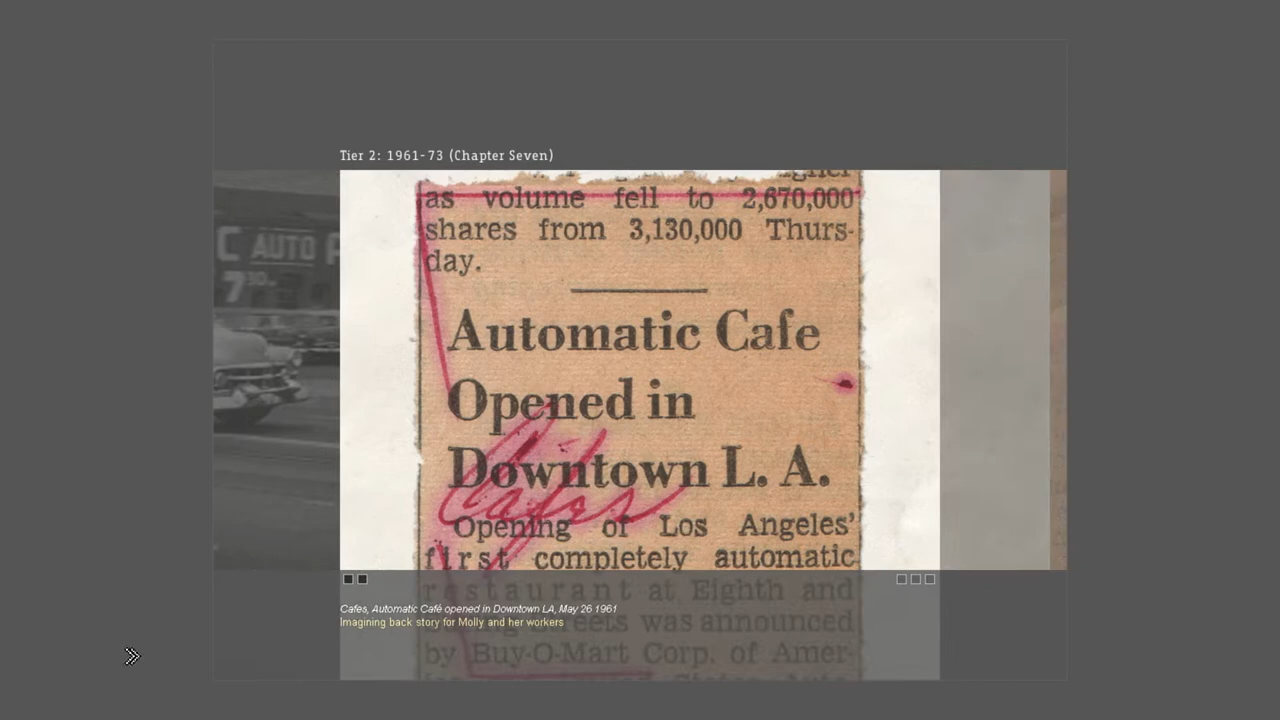 Tier 2: 1961-73 (Chapter Seven)
C AUTO
7
as volume fell to 2,670,000
shares from 3,130,000 Thurs-
day.
Automatic Cafe
Opened in
Downtown L. A.
Cafes
Opening of Los Angeles'
first completely automatic
restaurant at Eighth and
Streets was announced
by Buy-O-Mart Corp. of Amer-
Cafes, Automatic Café opened in Downtown LA, May 26 1961
Imagining back story for Molly and her workers